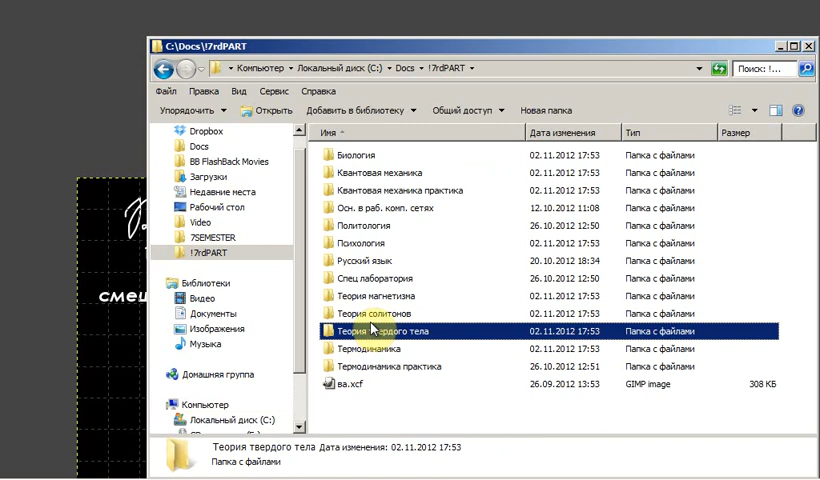 C:\Docs\!7rdPART
Компьютер Локальный диск (C:) Docs !7rdPART Поиск: !...
Файл Правка Вид Сервис Справка
Упорядочить Открыть Добавить в библиотеку Общий доступ Новая папка
Dropbox
Docs
BB FlashBack Movies
Загрузки
Недавние места
Рабочий стол
Video
7SEMESTER
!7rdPART
Библиотеки
Видео
Документы
Изображения
Музыка
Домашняя группа
Компьютер
Локальный диск (C:)
Имя Дата изменения Тип Размер
Биология 02.11.2012 17:53 Папка с файлами
Квантовая механика 02.11.2012 17:53 Папка с файлами
Квантовая механика практика 02.11.2012 17:53 Папка с файлами
Осн. в раб. комп. сетях 12.10.2012 11:08 Папка с файлами
Политология 26.10.2012 12:50 Папка с файлами
Психология 02.11.2012 17:53 Папка с файлами
Русский язык 20.10.2012 18:34 Папка с файлами
Спец лаборатория 26.10.2012 12:50 Папка с файлами
Теория магнетизма 02.11.2012 17:53 Папка с файлами
Теория солитонов 02.11.2012 17:53 Папка с файлами
Теория твердого тела 02.11.2012 17:53 Папка с файлами
Термодинамика 02.11.2012 17:53 Папка с файлами
Термодинамика практика 26.10.2012 12:51 Папка с файлами
ва.xcf 26.09.2012 13:53 GIMP image 308 КБ
Теория твердого тела Дата изменения: 02.11.2012 17:53
Папка с файлами
смеш